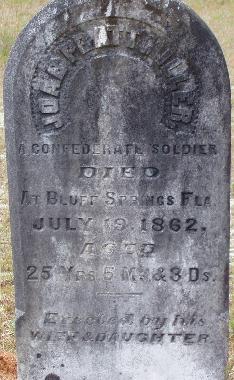 A CONFEDERATE SOLDIER
DIED
AT BLUFF SPRINGS FLA
JULY 19, 1862.
AGED
25 YRS. 5 MS. & 3 DS.
Erected by his
WIFE & DAUGHTER